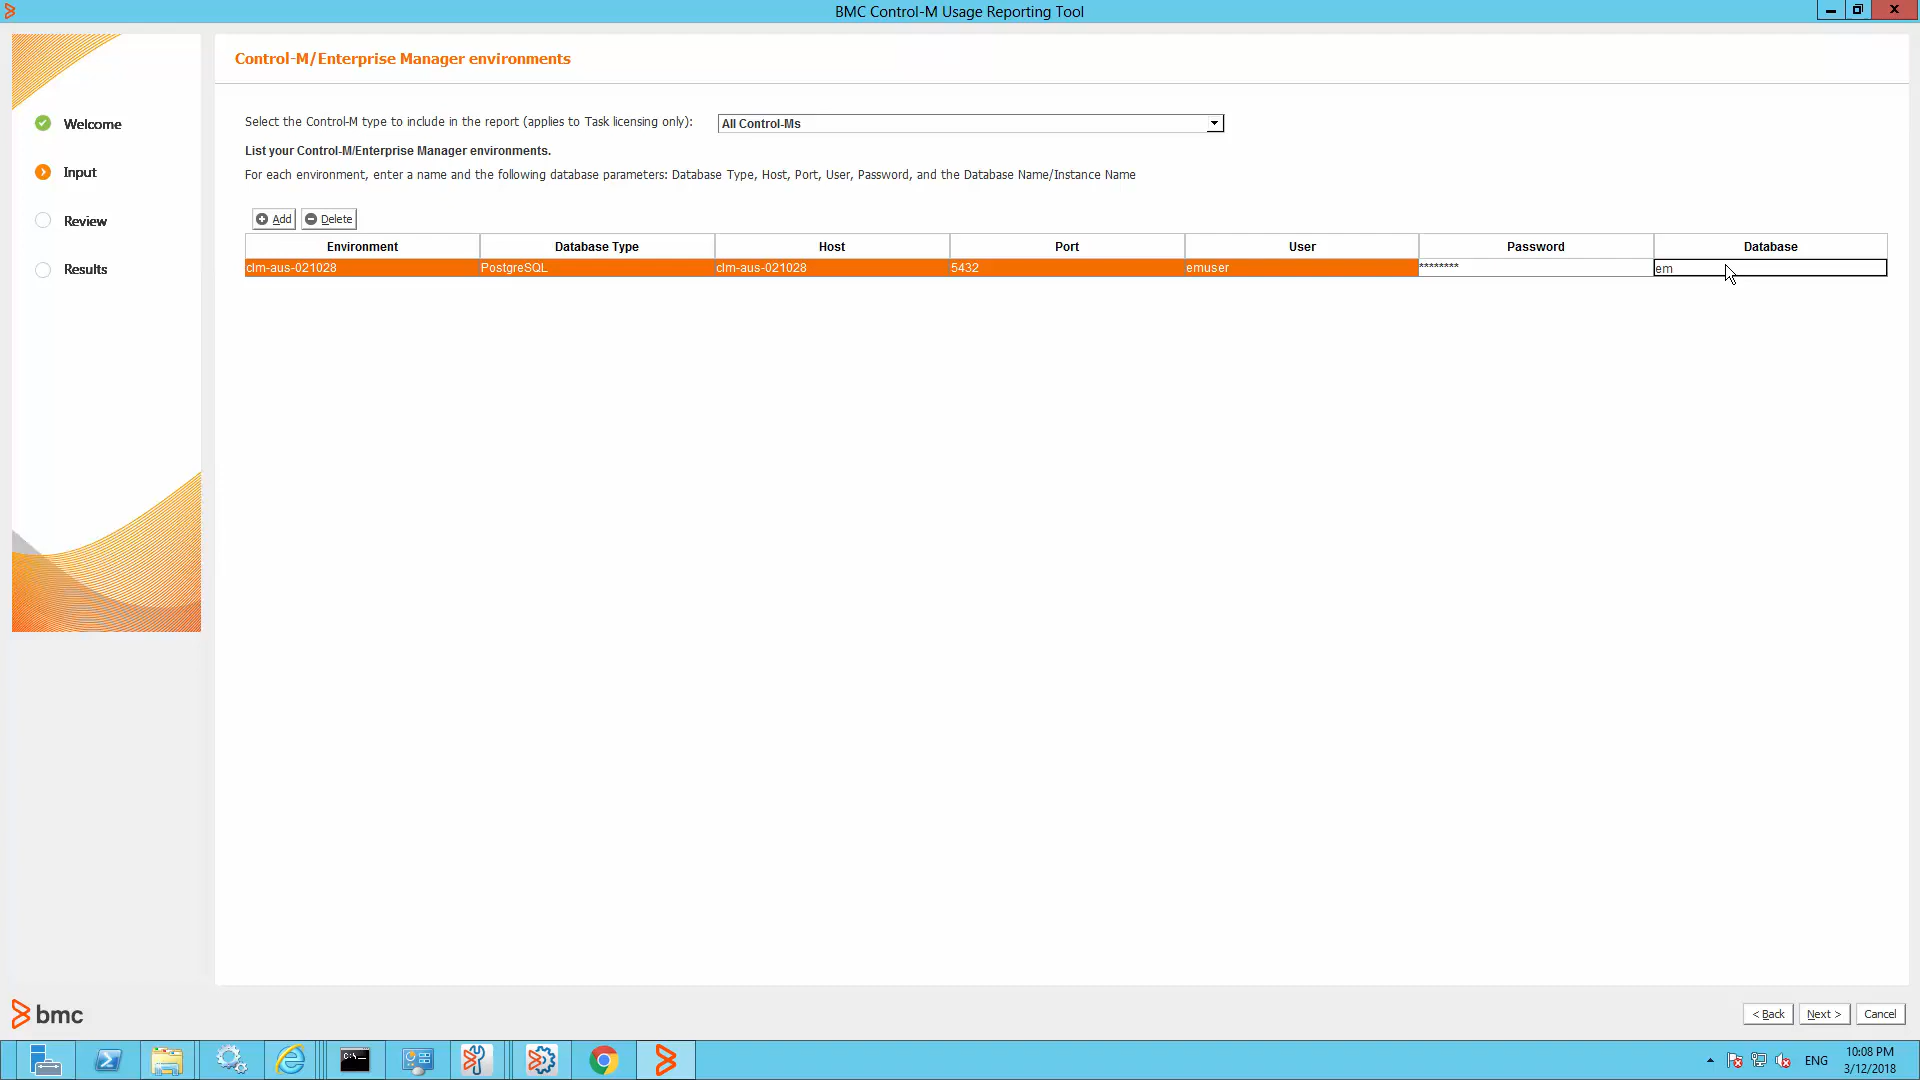 BMC Control-M Usage Reporting Tool
Control-M/Enterprise Manager environments
Welcome
Input
Review
Results
Select the Control-M type to include in the report (applies to Task licensing only): All Control-Ms
List your Control-M/Enterprise Manager environments.
For each environment, enter a name and the following database parameters: Database Type, Host, Port, User, Password, and the Database Name/Instance Name
Add Delete
Environment Database Type Host Port User Password Database
clm-aus-021028 PostgreSQL clm-aus-021028 5432 emuser ******** em
bmc
< Back Next > Cancel
C:\_
ENG
10:08 PM
3/12/2018